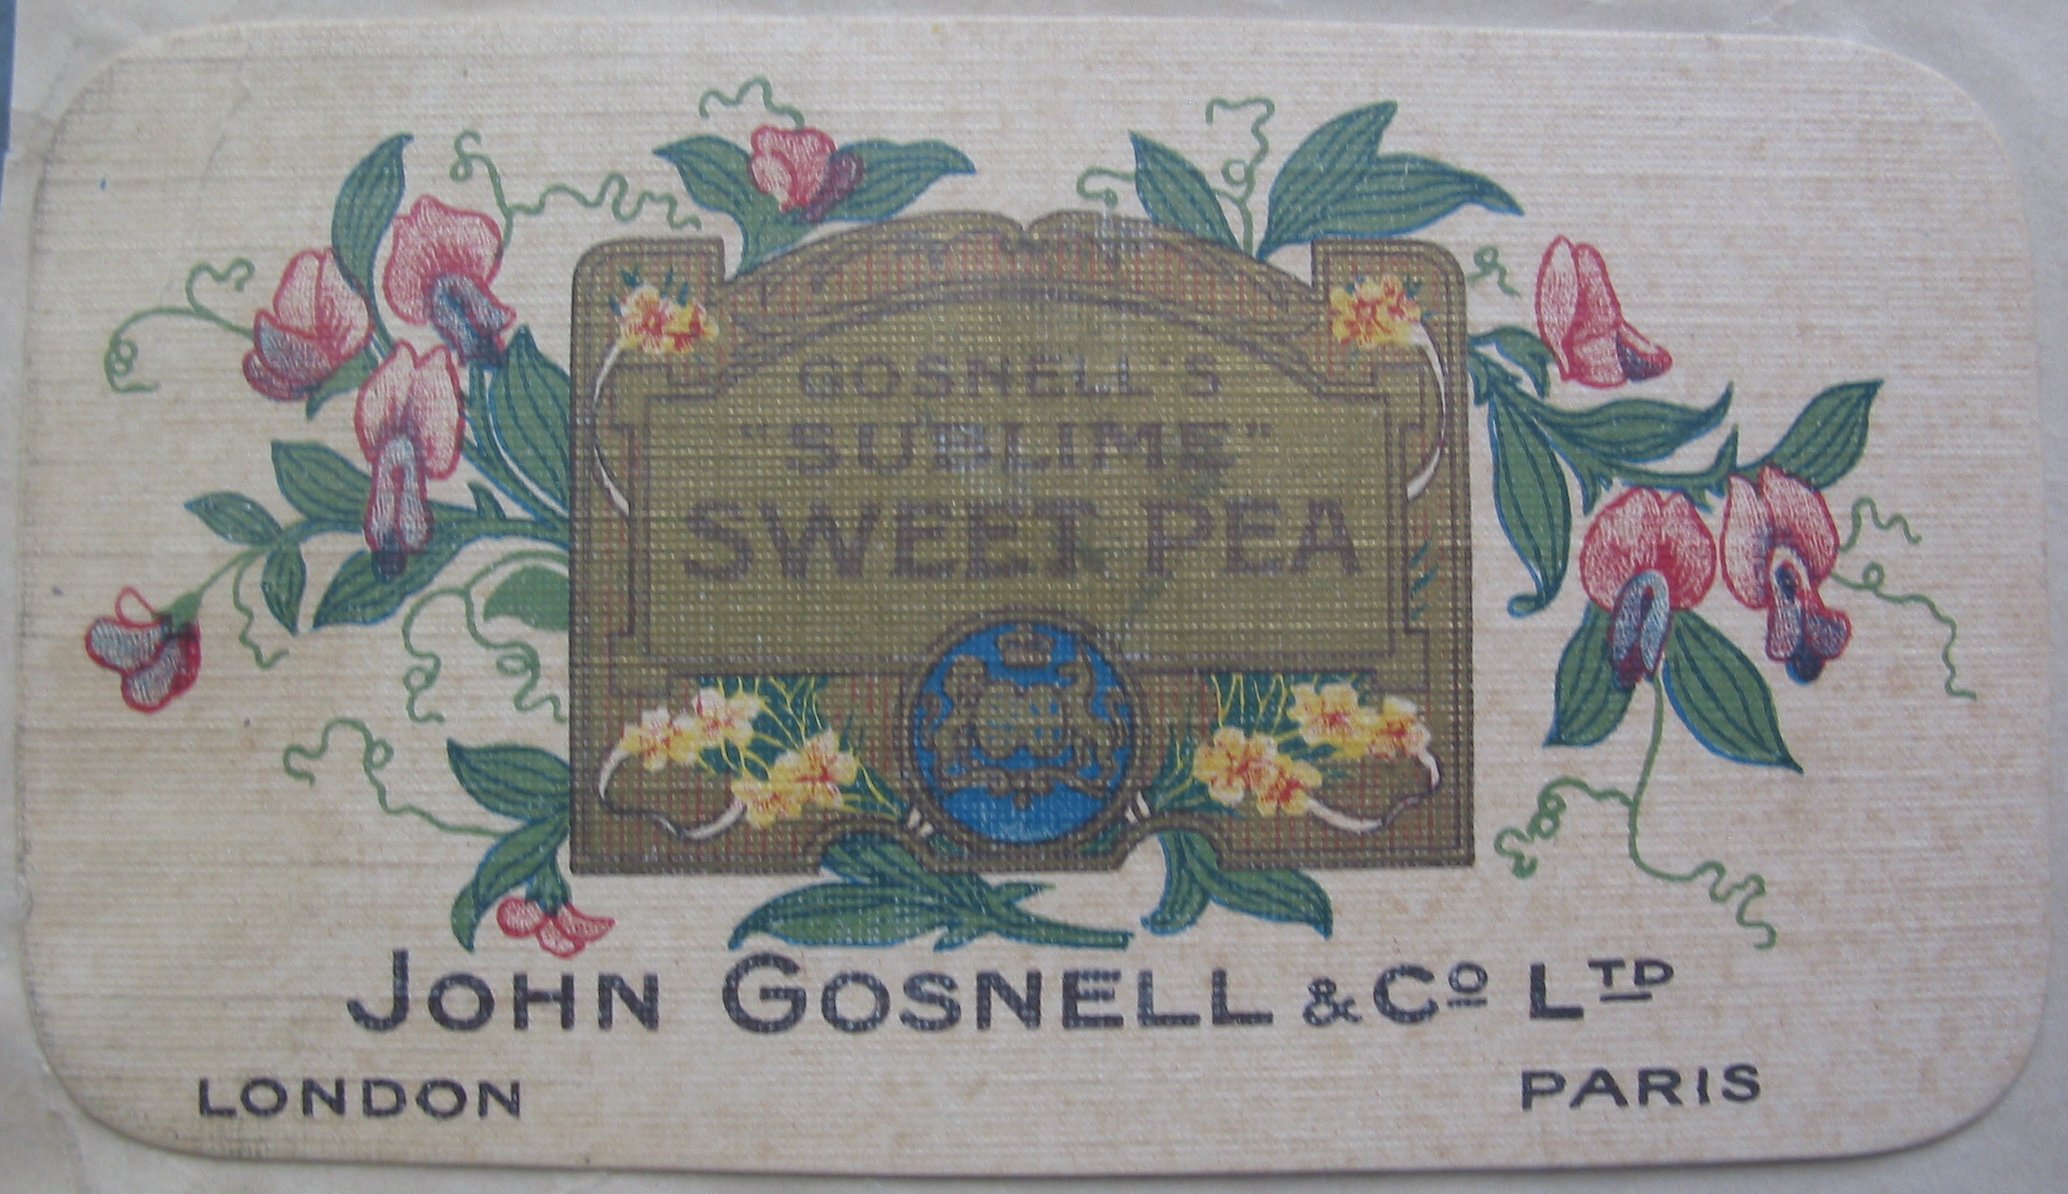 GOSNELL'S
"SUBLIME"
SWEET PEA
JOHN GOSNELL & Co LTD
LONDON PARIS